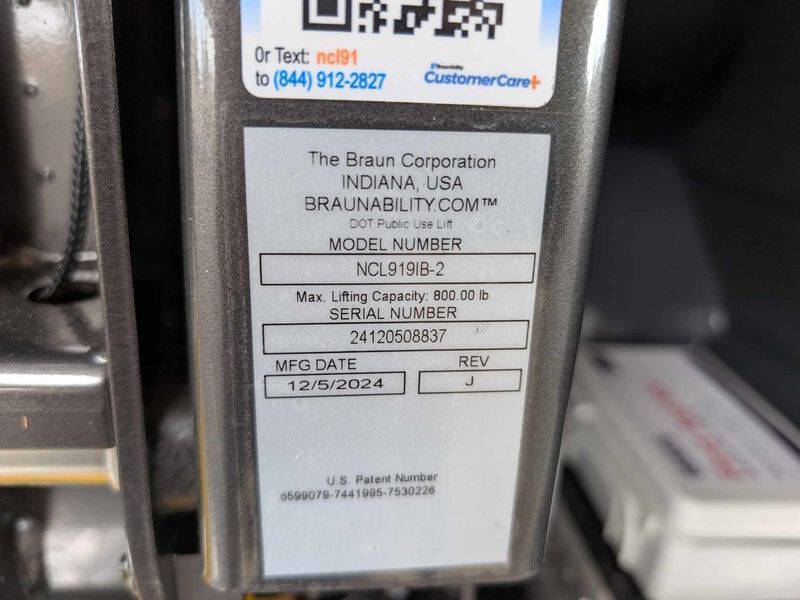 Or Text: ncl91
to (844) 912-2827
BraunAbility
CustomerCare+
The Braun Corporation
INDIANA, USA
BRAUNABILITY.COM™
DOT Public Use Lift
MODEL NUMBER
NCL919IB-2
Max. Lifting Capacity: 800.00 lb
SERIAL NUMBER
24120508837
MFG DATE
REV
12/5/2024
J
U.S. Patent Number
6599079-7441995-7530226